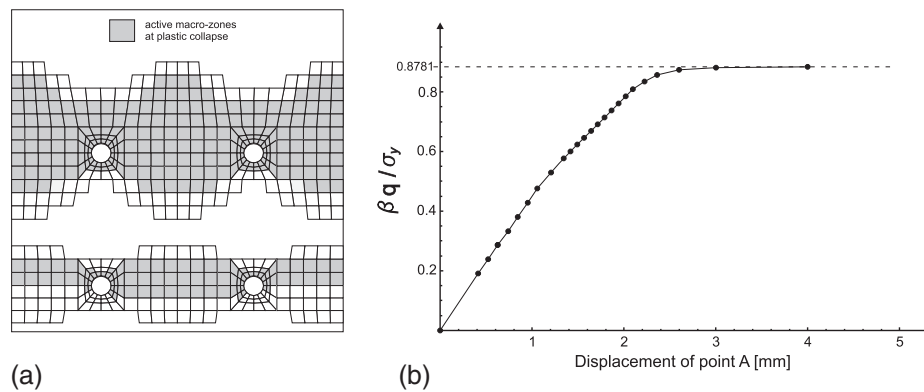 active macro-zones
at plastic collapse
(a)
0.8781
0.8
0.6
0.4
0.2
β q / σy
1
2
3
4
5
Displacement of point A [mm]
(b)